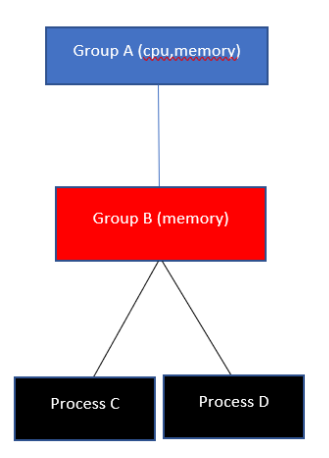 Group A (cpu,memory)
Group B (memory)
Process C
Process D